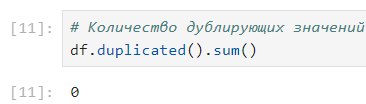 [11]: # Количество дублирующих значений
df.duplicated().sum()
[11]: 0